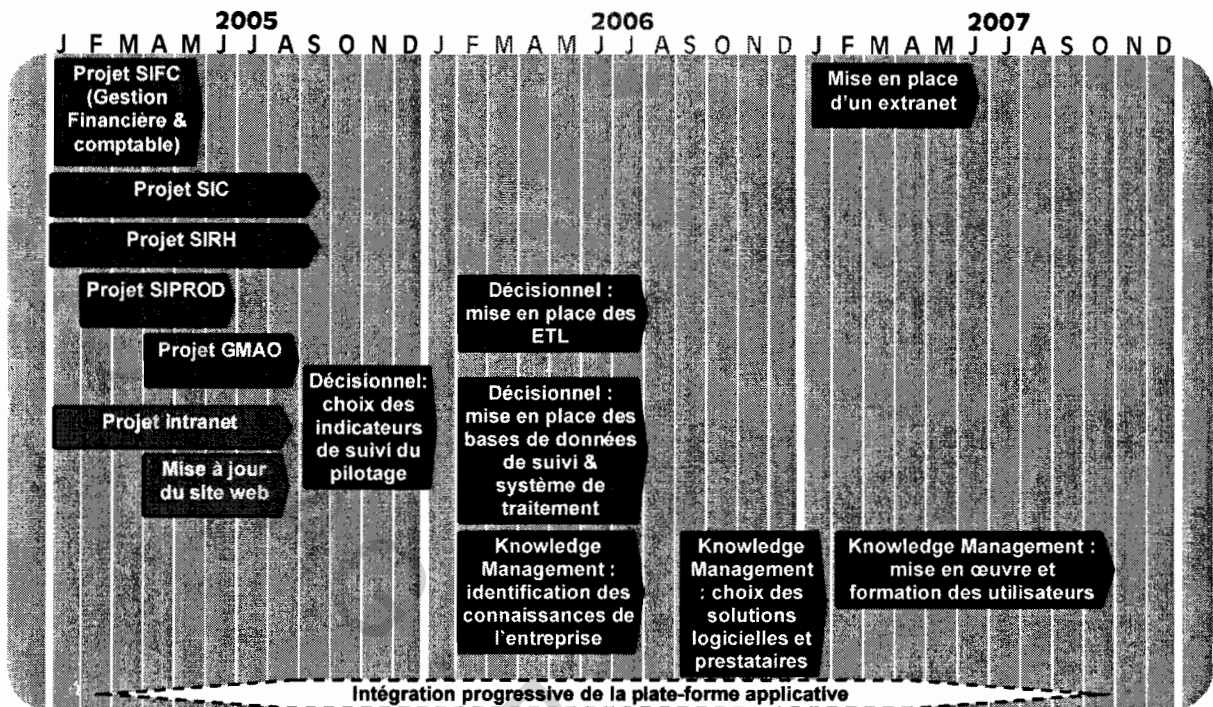 2005 2006 2007
J F M A M J J A S O N D J F M A M J J A S O N D J F M A M J J A S O N D
Projet SIFC
(Gestion
Financière &
comptable)
Mise en place
d'un extranet
Projet SIC
Projet SIRH
Projet SIPROD
Décisionnel :
mise en place des
ETL
Projet GMAO
Décisionnel:
choix des
indicateurs
de suivi du
pilotage
Décisionnel :
mise en place des
bases de données
de suivi &
système de
traitement
Projet intranet
Mise à jour
du site web
Knowledge
Management :
identification des
connaissances de
l'entreprise
Knowledge
Management
: choix des
solutions
logicielles et
prestataires
Knowledge Management :
mise en œuvre et
formation des utilisateurs
Intégration progressive de la plate-forme applicative